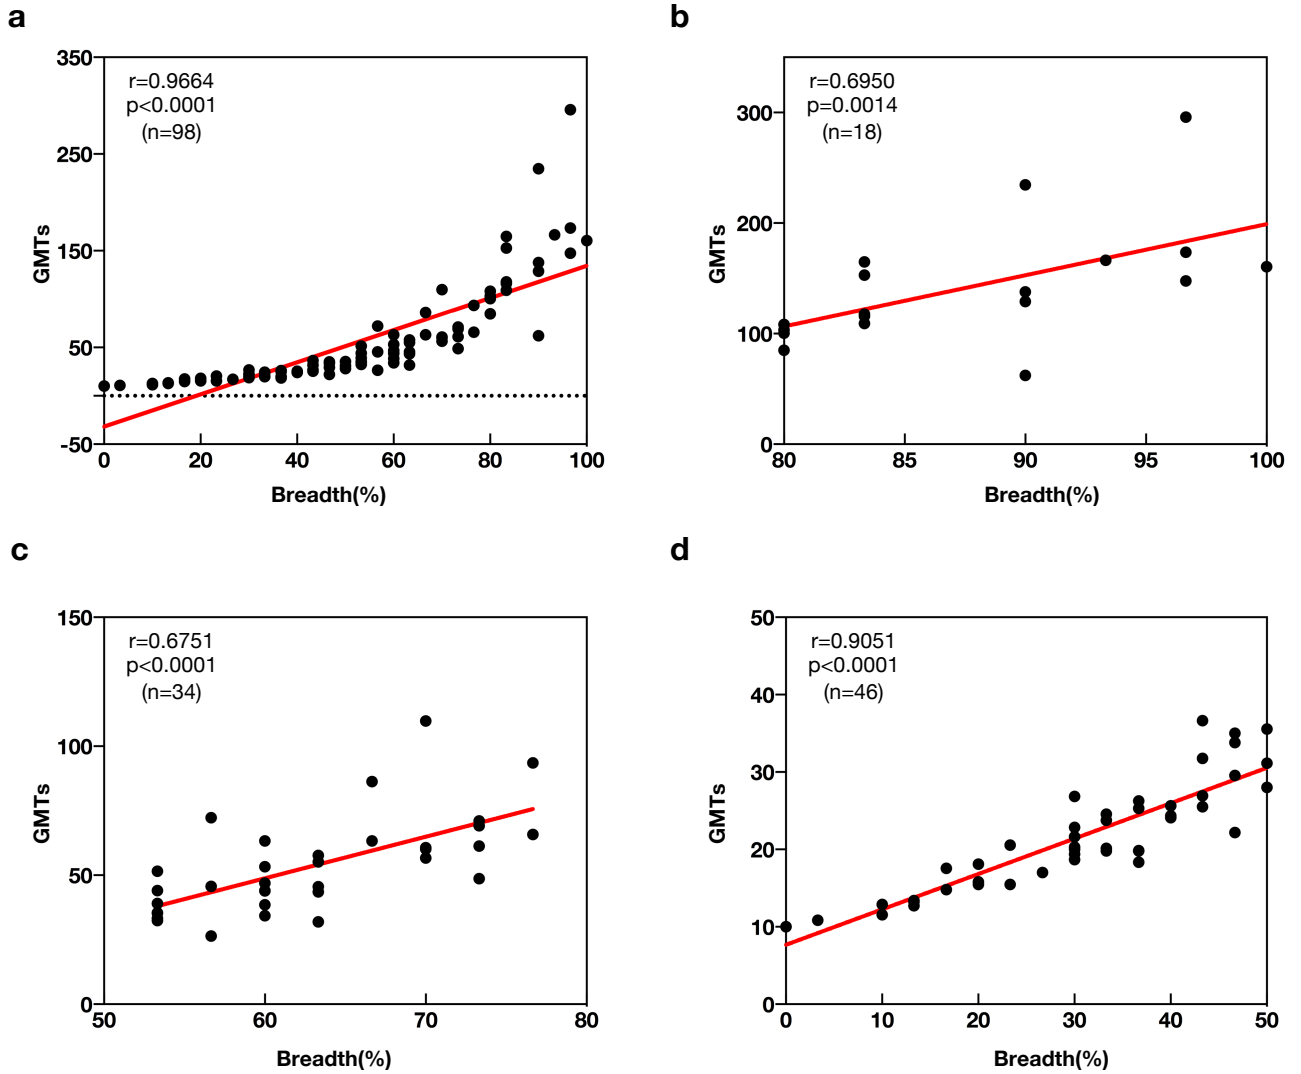 a
350
250
150
50
-50
r=0.9664
p<0.0001
(n=98)
GMTs
0 20 40 60 80 100
Breadth(%)
b
300
200
100
0
r=0.6950
p=0.0014
(n=18)
GMTs
80 85 90 95 100
Breadth(%)
c
150
100
50
0
r=0.6751
p<0.0001
(n=34)
GMTs
50 60 70 80
Breadth(%)
d
50
40
30
20
10
0
r=0.9051
p<0.0001
(n=46)
GMTs
0 10 20 30 40 50
Breadth(%)